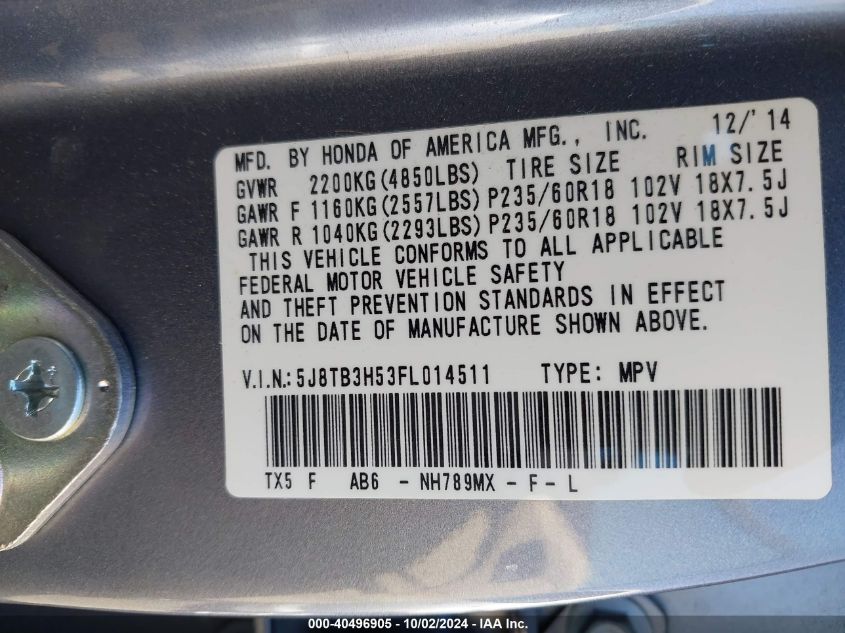 MFD. BY HONDA OF AMERICA MFG., INC. 12/'14
GVWR 2200KG(4850LBS) TIRE SIZE RIM SIZE
GAWR F 1160KG(2557LBS) P235/60R18 102V 18X7.5J
GAWR R 1040KG(2293LBS) P235/60R18 102V 18X7.5J
THIS VEHICLE CONFORMS TO ALL APPLICABLE
FEDERAL MOTOR VEHICLE SAFETY
AND THEFT PREVENTION STANDARDS IN EFFECT
ON THE DATE OF MANUFACTURE SHOWN ABOVE.
V.I.N.: 5J8TB3H53FL014511 TYPE: MPV
TX5 F AB6 - NH789MX - F - L
000-40496905 - 10/02/2024 - IAA Inc.